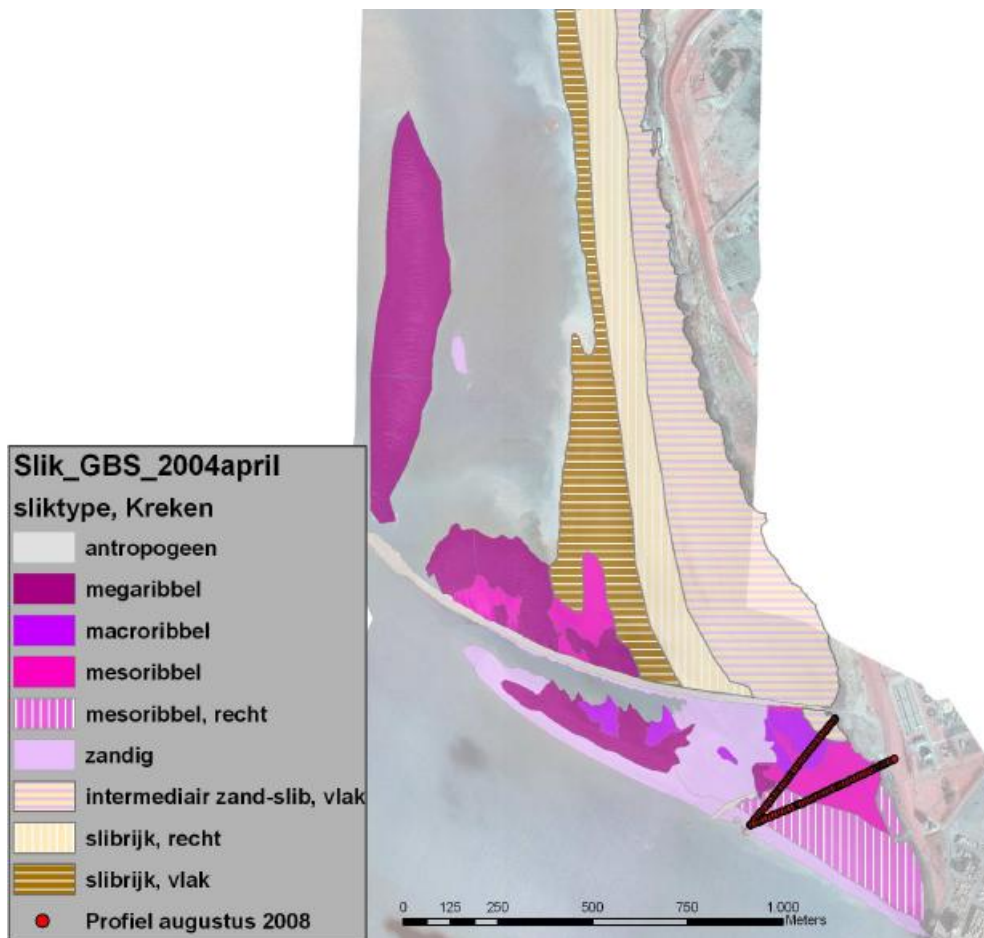 Slik_GBS_2004april
sliktype, Kreken
antropogeen
megaribbel
macroribbel
mesoribbel
mesoribbel, recht
zandig
intermediair zand-slib, vlak
slibrijk, recht
slibrijk, vlak
Profiel augustus 2008
0 125 250 500 750 1.000
Meters